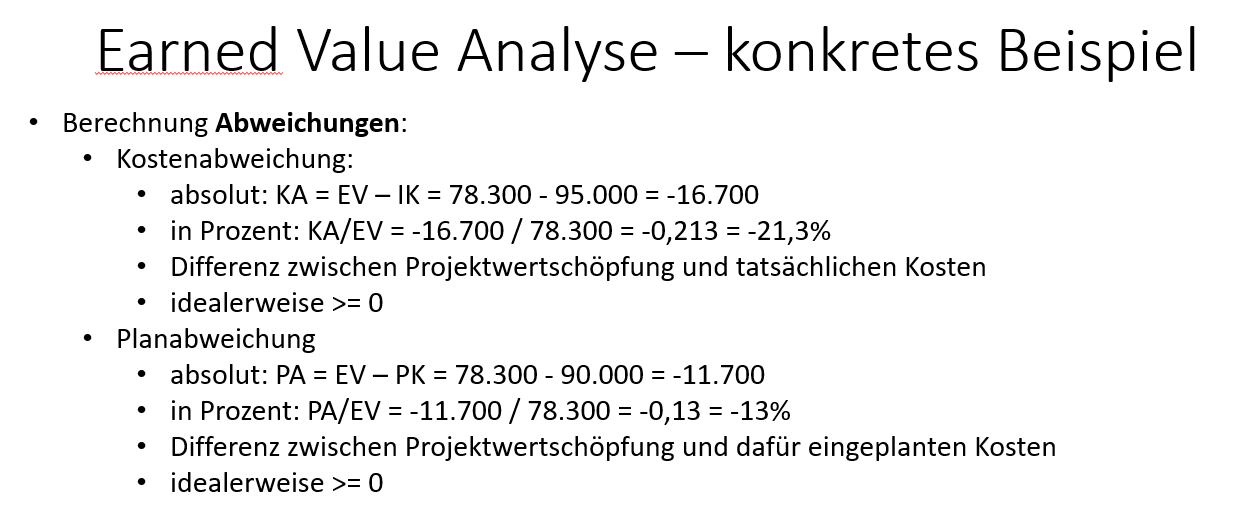 Earned Value Analyse – konkretes Beispiel
• Berechnung Abweichungen:
• Kostenabweichung:
• absolut: KA = EV – IK = 78.300 - 95.000 = -16.700
• in Prozent: KA/EV = -16.700 / 78.300 = -0,213 = -21,3%
• Differenz zwischen Projektwertschöpfung und tatsächlichen Kosten
• idealerweise >= 0
• Planabweichung
• absolut: PA = EV – PK = 78.300 - 90.000 = -11.700
• in Prozent: PA/EV = -11.700 / 78.300 = -0,13 = -13%
• Differenz zwischen Projektwertschöpfung und dafür eingeplanten Kosten
• idealerweise >= 0